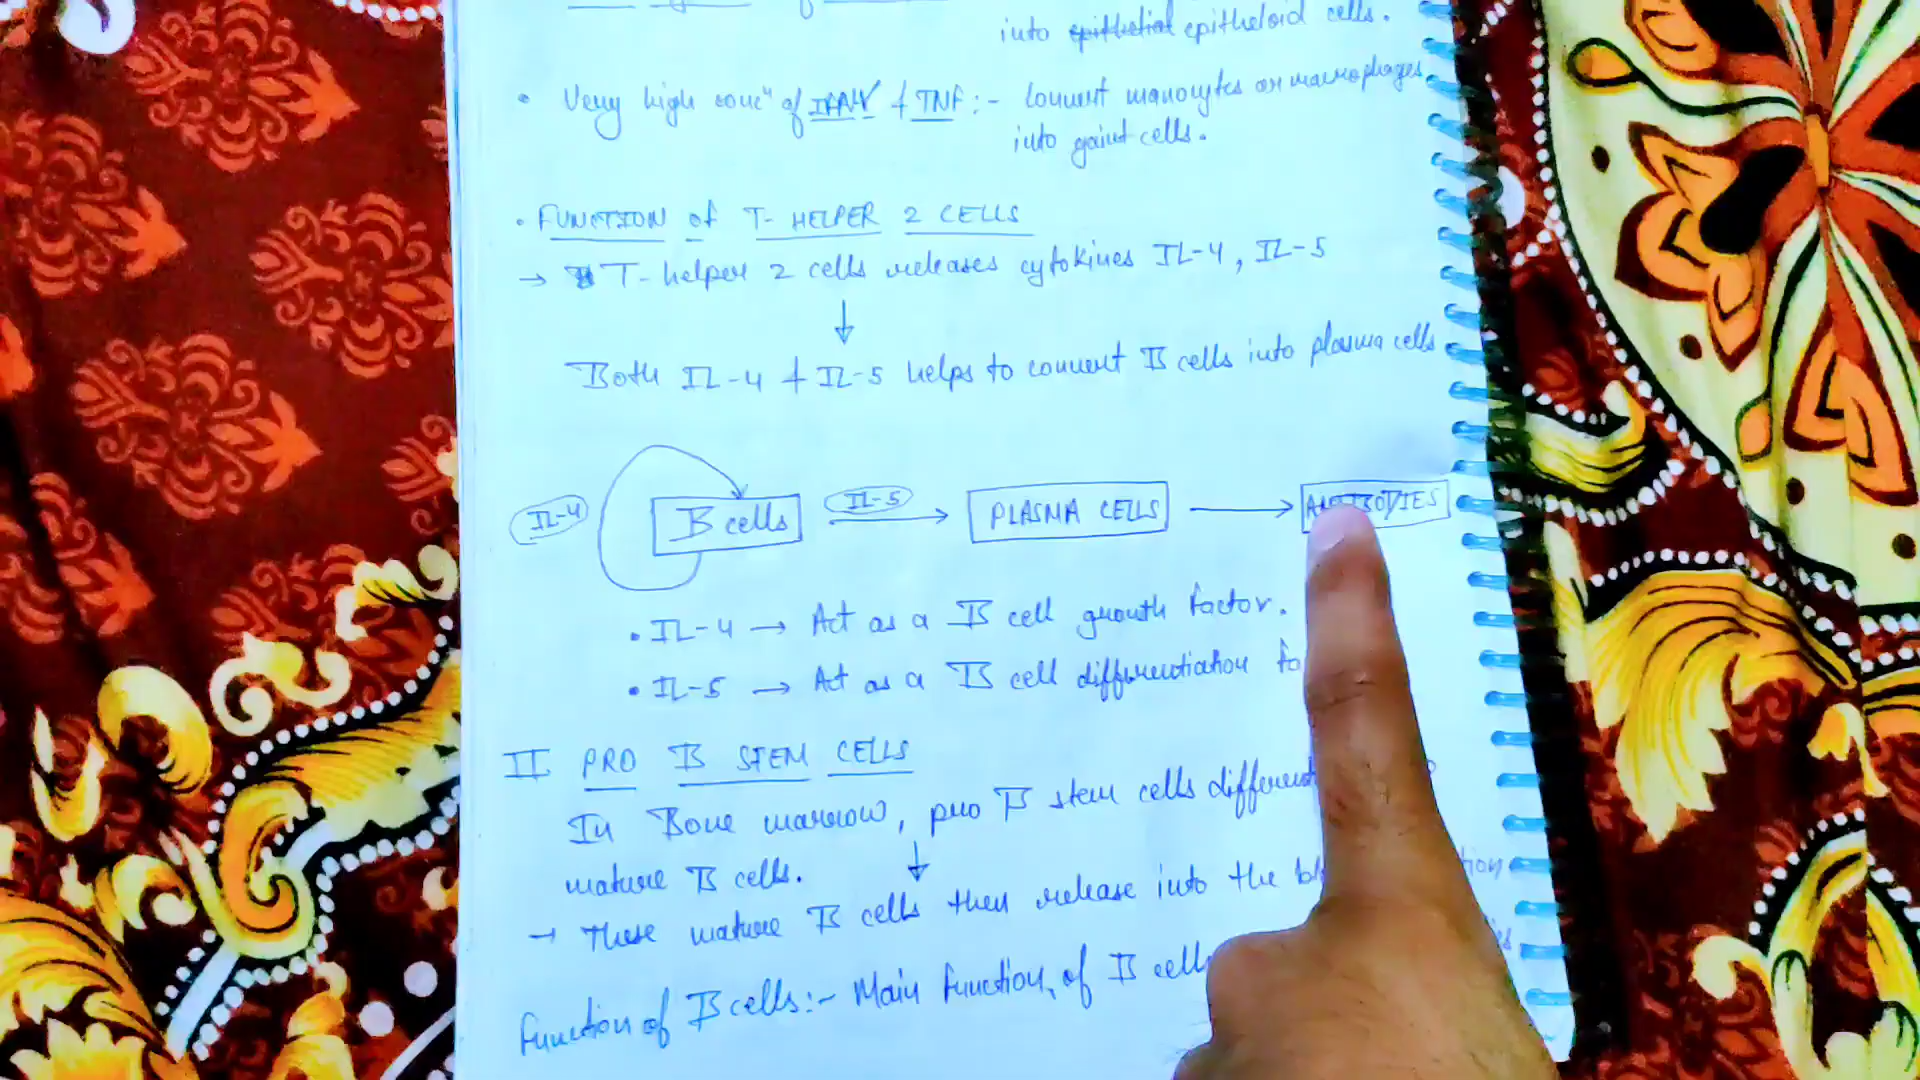 into epithelial epitheloid cells.
• Very high concⁿ of IFN-γ & TNF :- Convert monocytes or macrophages
into gaint cells.
• FUNCTION of T-HELPER 2 CELLS
→ T-helper 2 cells releases cytokines IL-4, IL-5
↓
Both IL-4 & IL-5 helps to convert B cells into plasma cells
IL-4 B cells IL-5 → PLASMA CELLS → ANTIBODIES
• IL-4 → Act as a B cell growth factor.
• IL-5 → Act as a B cell differentiation
II PRO B STEM CELLS
In Bone marrow, pro B stem cells
mature B cells. ↓
→ These mature B cells then release into the
Function of B cells :- Main function of B cells